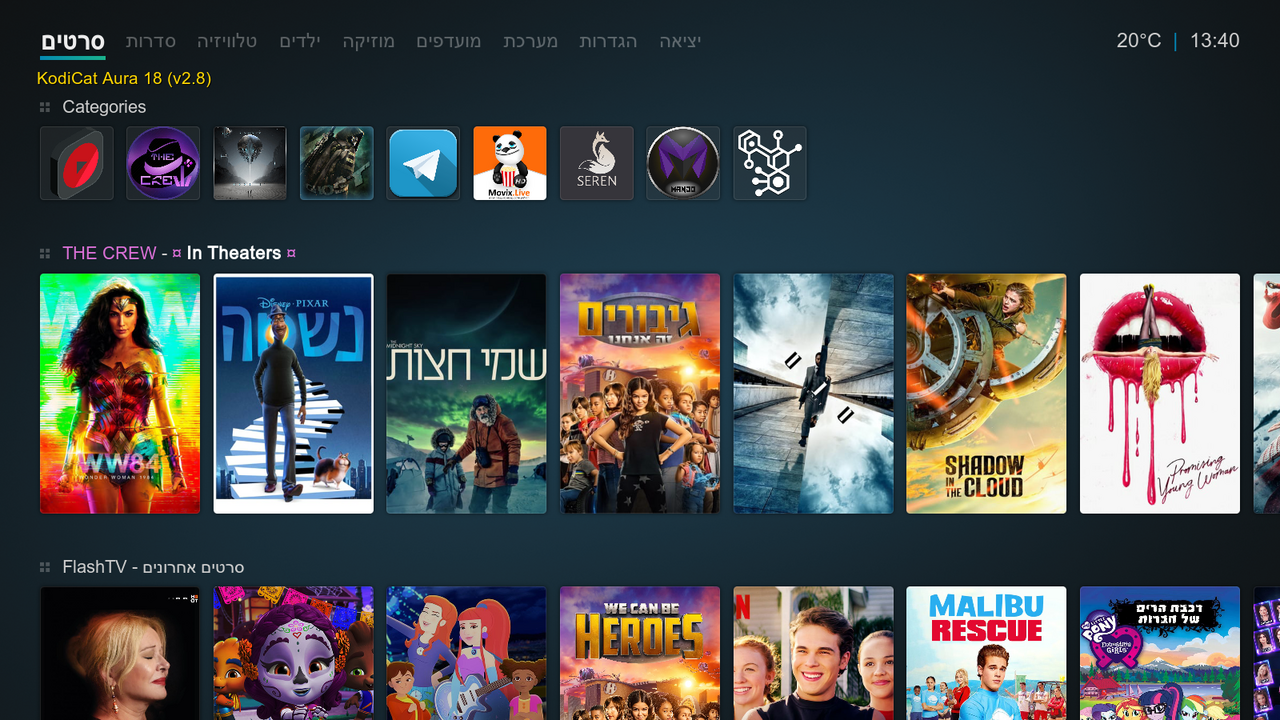 סרטים סדרות טלוויזיה ילדים מוזיקה מועדפים מערכת הגדרות יציאה
20°C | 13:40
KodiCat Aura 18 (v2.8)
Categories
THE CREW
Movix.Live
SEREN
MANDO
THE CREW - ¤ In Theaters ¤
WW84
WONDER WOMAN 1984
Disney · PIXAR
נשמה
THE MIDNIGHT SKY
שמי חצות
גיבורים
זה אנחנו
SHADOW
IN THE CLOUD
Promising
Young Woman
FlashTV - סרטים אחרונים
WE CAN BE
HEROES
N
MALIBU
RESCUE
my little PONY
Equestria GIRLS
רכבת הרים
של חברות